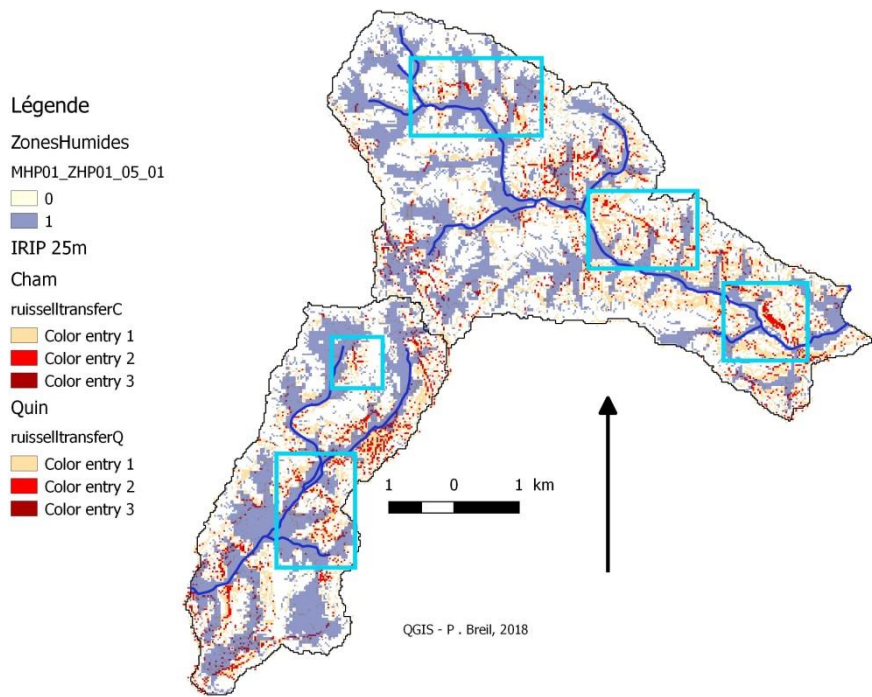 Légende
ZonesHumides
MHP01_ZHP01_05_01
0
1
IRIP 25m
Cham
ruisselltransferC
Color entry 1
Color entry 2
Color entry 3
Quin
ruisselltransferQ
Color entry 1
Color entry 2
Color entry 3
1 0 1 km
QGIS - P . Breil, 2018